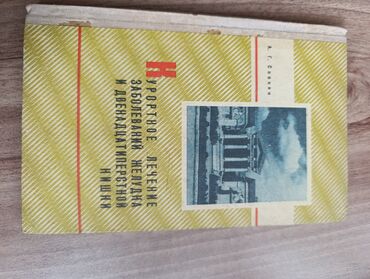 Курортное лечение
заболеваний желудка
и двенадцатиперстной
кишки